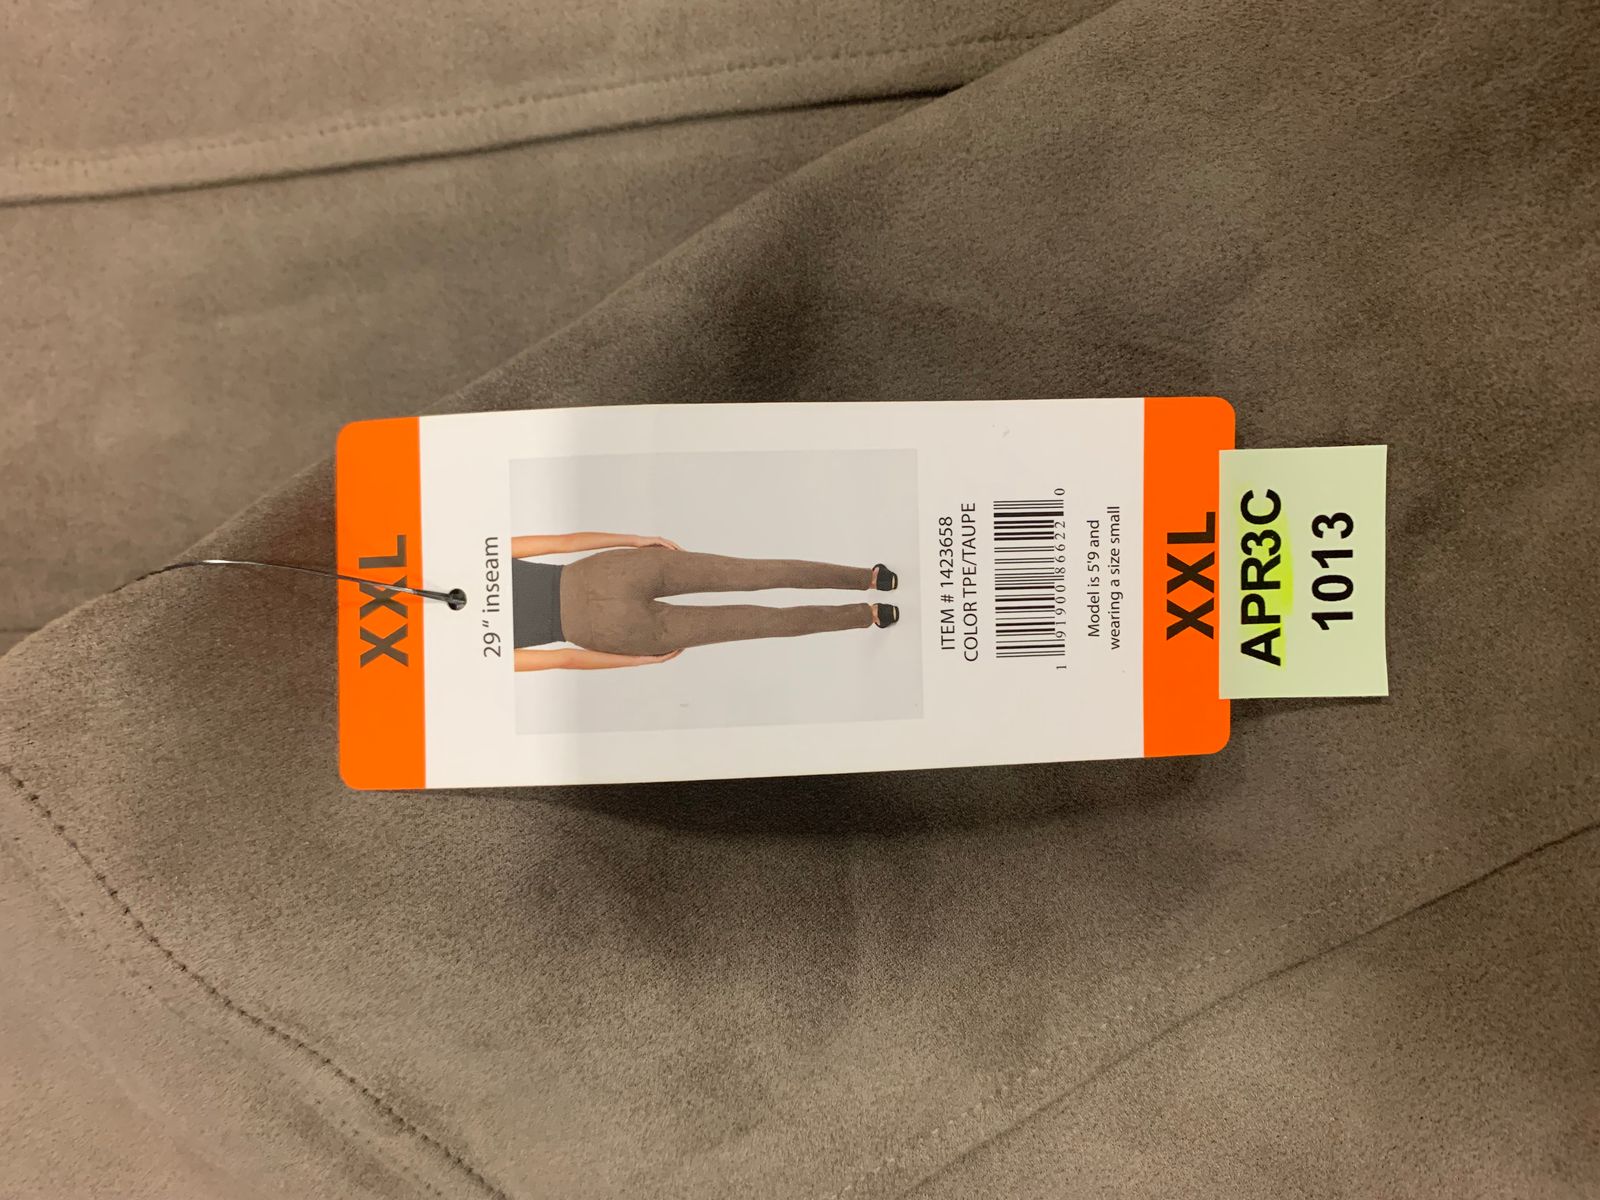 XXL
29 " inseam
ITEM # 1423658
COLOR TPE/TAUPE
1 91900 86622 0
Model is 5'9 and
wearing a size small
XXL
APR3C
1013